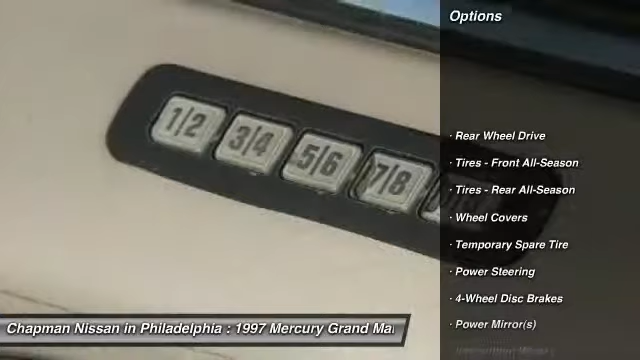 Options
1|2
3|4
5|6
7|8
· Rear Wheel Drive
· Tires - Front All-Season
· Tires - Rear All-Season
· Wheel Covers
· Temporary Spare Tire
· Power Steering
· 4-Wheel Disc Brakes
· Power Mirror(s)
Chapman Nissan in Philadelphia : 1997 Mercury Grand Ma